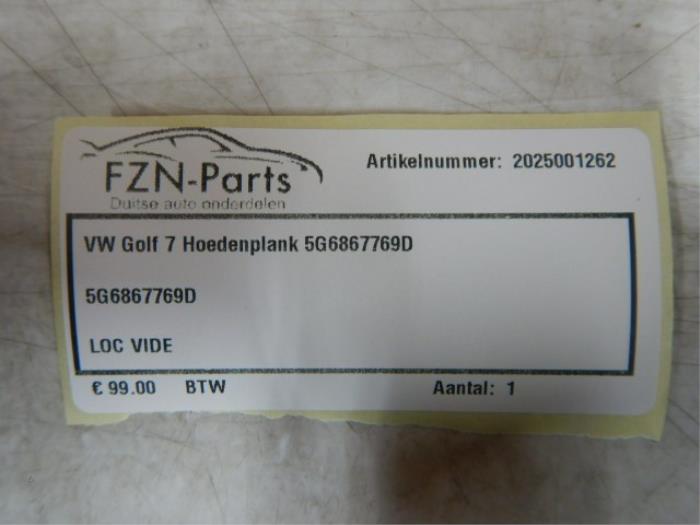 FZN-Parts
Duitse auto onderdelen
Artikelnummer: 2025001262
VW Golf 7 Hoedenplank 5G6867769D
5G6867769D
LOC VIDE
€ 99.00 BTW Aantal: 1